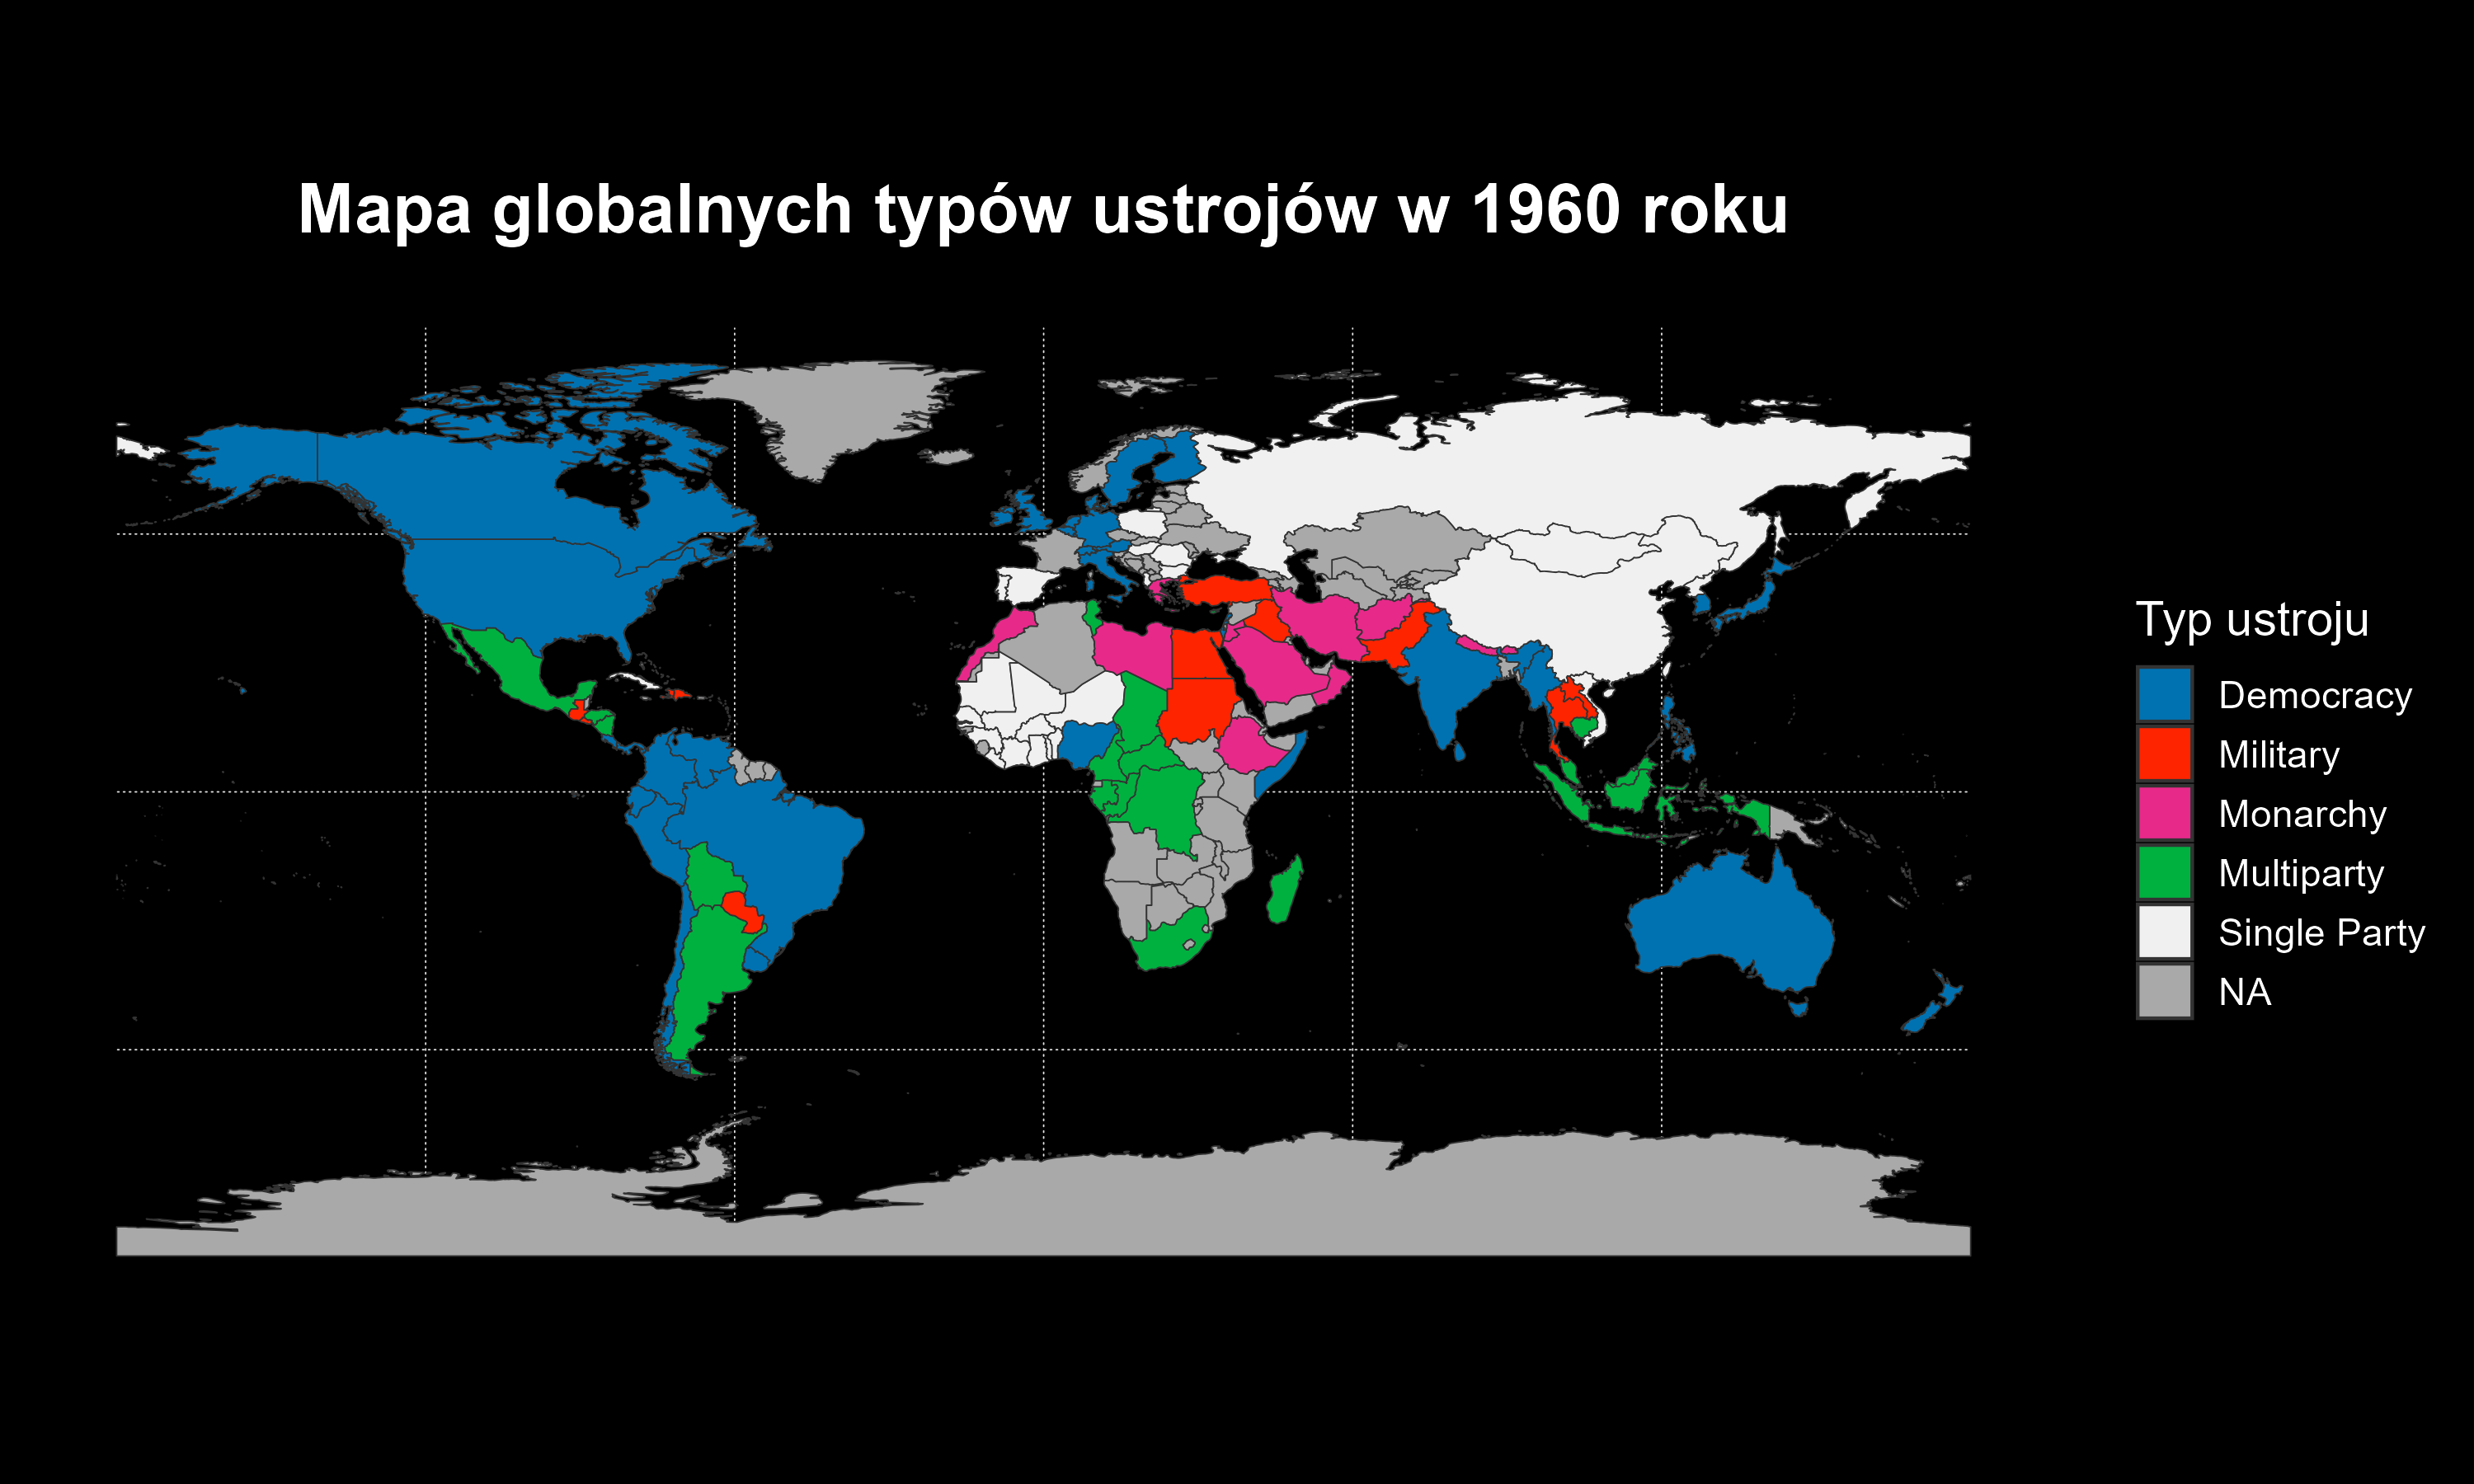 Mapa globalnych typów ustrojów w 1960 roku
Typ ustroju
Democracy
Military
Monarchy
Multiparty
Single Party
NA